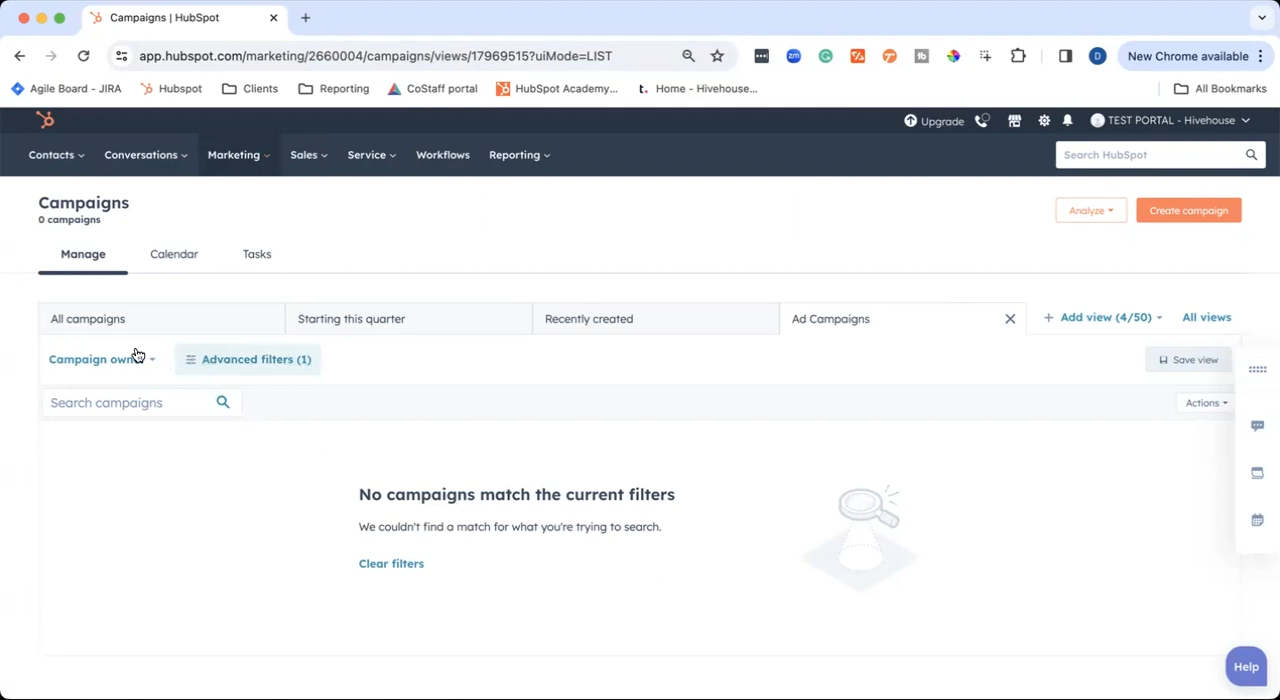 Campaigns | HubSpot
app.hubspot.com/marketing/2660004/campaigns/views/17969515?uiMode=LIST
New Chrome available
Agile Board - JIRA
Hubspot
Clients
Reporting
CoStaff portal
HubSpot Academy...
Home - Hivehouse...
All Bookmarks
Upgrade
TEST PORTAL - Hivehouse
Contacts
Conversations
Marketing
Sales
Service
Workflows
Reporting
Search HubSpot
Campaigns
0 campaigns
Analyze
Create campaign
Manage
Calendar
Tasks
All campaigns
Starting this quarter
Recently created
Ad Campaigns
+ Add view (4/50)
All views
Campaign
Advanced filters (1)
Save view
Search campaigns
Actions
No campaigns match the current filters
We couldn't find a match for what you're trying to search.
Clear filters
Help